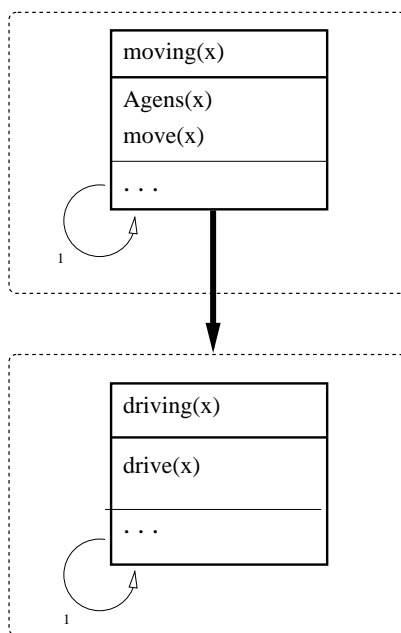 moving(x)
Agens(x)
move(x)
. . .
1
driving(x)
drive(x)
. . .
1